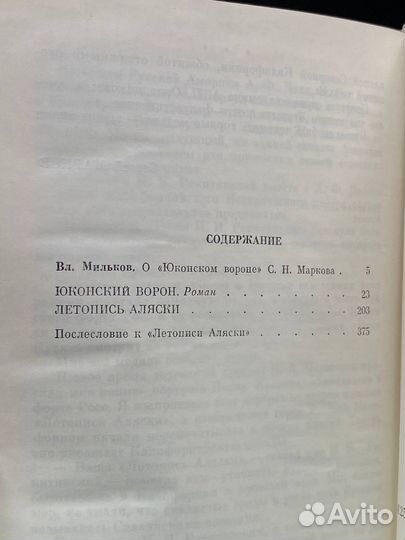 СОДЕРЖАНИЕ
Вл. Мильков. О «Юконском вороне» С. Н. Маркова . 5
ЮКОНСКИЙ ВОРОН. Роман . . . . . . . 23
ЛЕТОПИСЬ АЛЯСКИ . . . . . . . . . 203
Послесловие к «Летописи Аляски» . . . . . 375
Avito